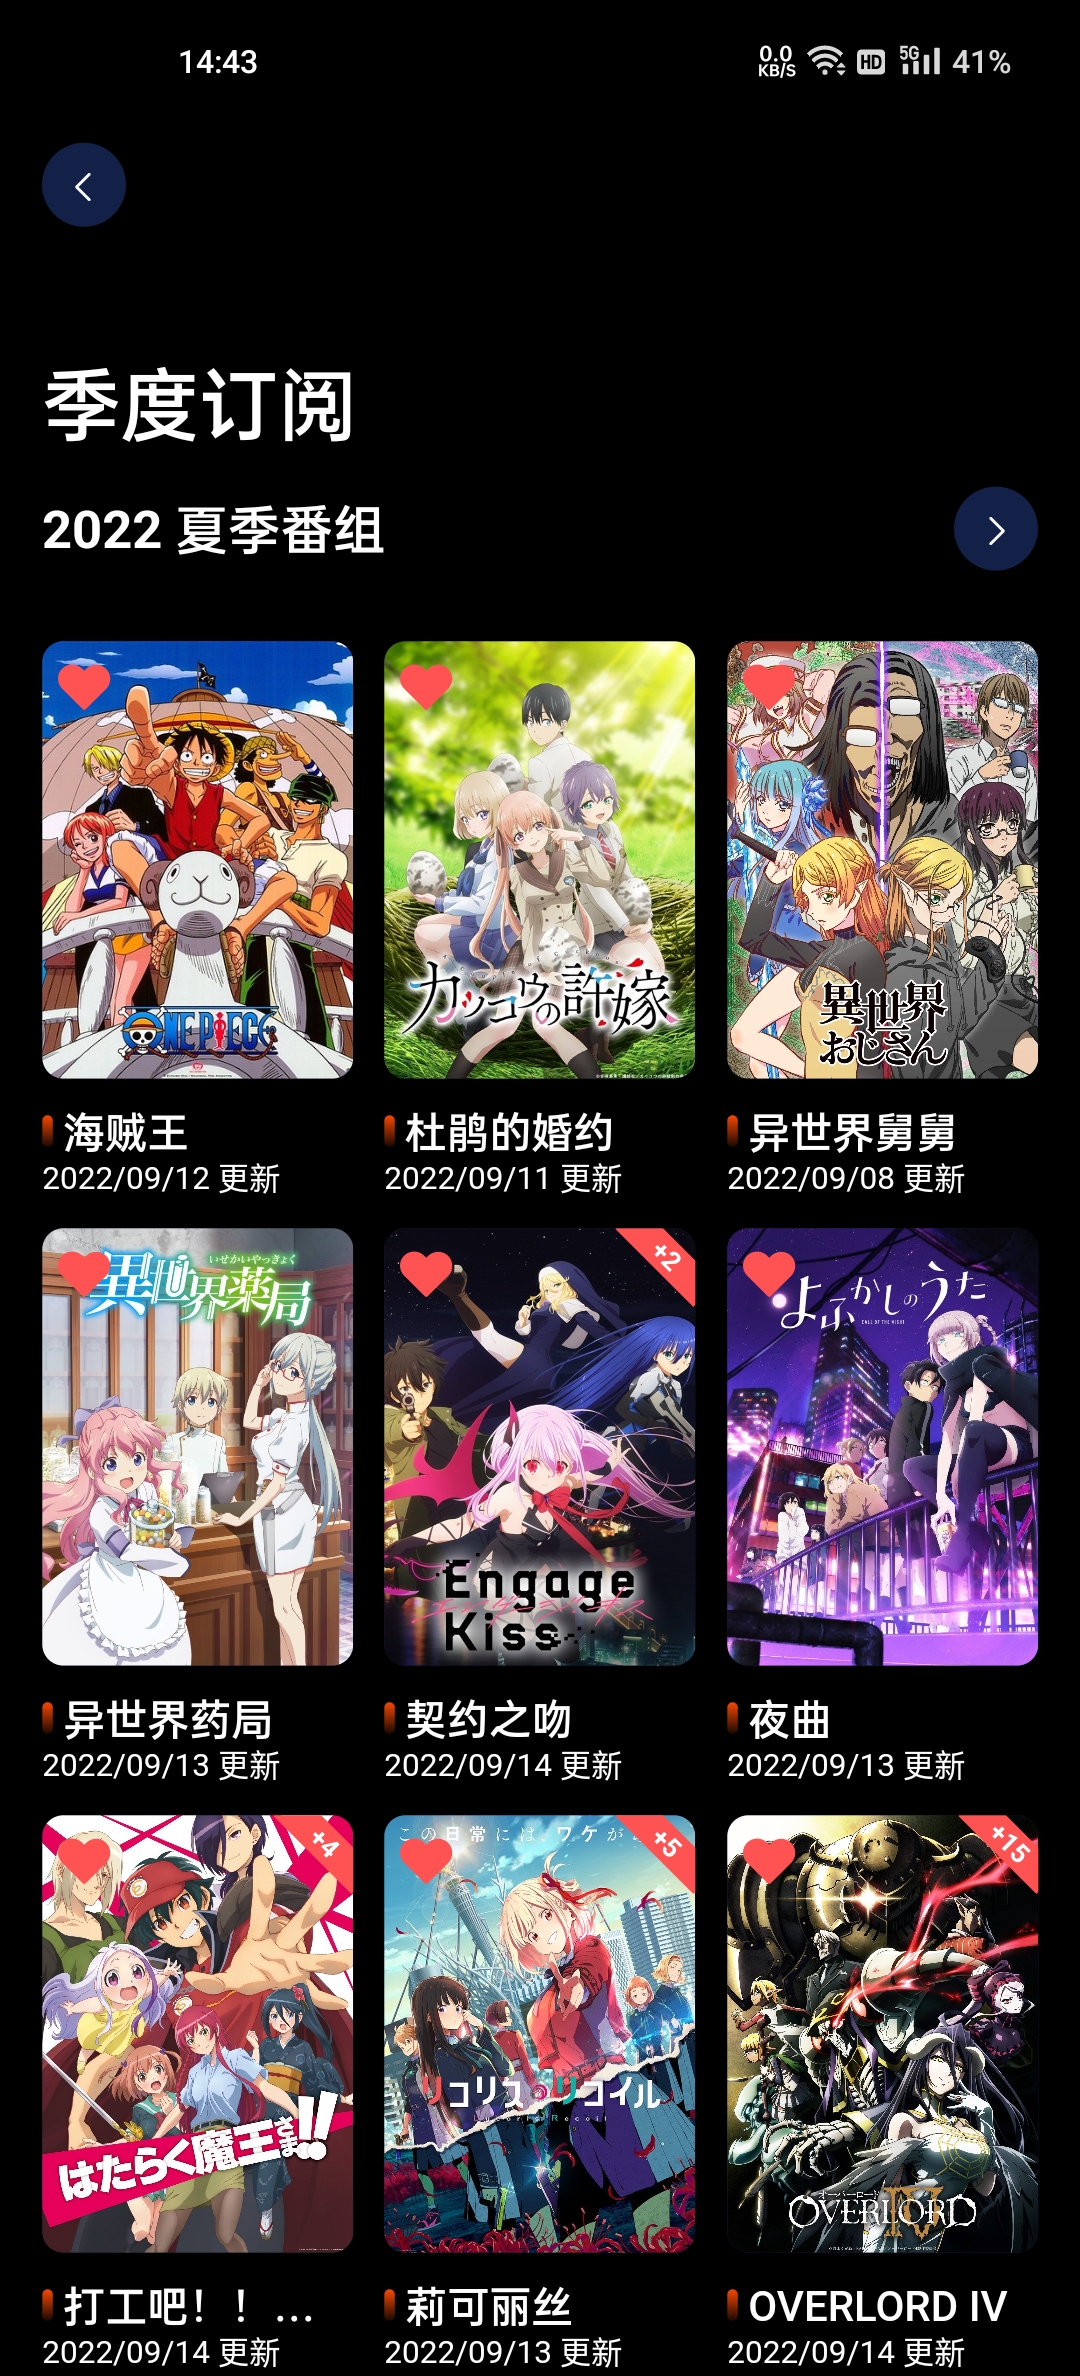 14:43
0.0 KB/S HD 5G 41%
季度订阅
2022 夏季番组
ONE PIECE
カッコウの許嫁
異世界
おじさん
海贼王
杜鹃的婚约
异世界舅舅
2022/09/12 更新
2022/09/11 更新
2022/09/08 更新
いせかいやっきょく
異世界薬局
+2
Engage
Kiss
よふかしのうた
CALL OF THE NIGHT
异世界药局
契约之吻
夜曲
2022/09/13 更新
2022/09/14 更新
2022/09/13 更新
+4
はたらく魔王さま!!
この日常には、ワケが
+5
リコリス・リコイル
Lycoris Recoil
+15
オーバーロード
OVERLORD IV
打工吧！！...
莉可丽丝
OVERLORD IV
2022/09/14 更新
2022/09/13 更新
2022/09/14 更新